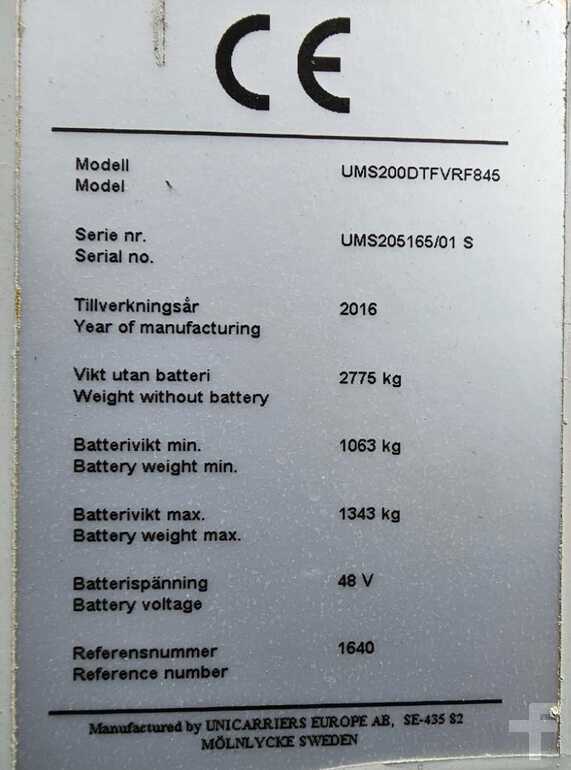 CE
Modell
Model
UMS200DTFVRF845
Serie nr.
Serial no.
UMS205165/01 S
Tillverkningsår
Year of manufacturing
2016
Vikt utan batteri
Weight without battery
2775 kg
Batterivikt min.
Battery weight min.
1063 kg
Batterivikt max.
Battery weight max.
1343 kg
Batterispänning
Battery voltage
48 V
Referensnummer
Reference number
1640
Manufactured by UNICARRIERS EUROPE AB, SE-435 82
MÖLNLYCKE SWEDEN